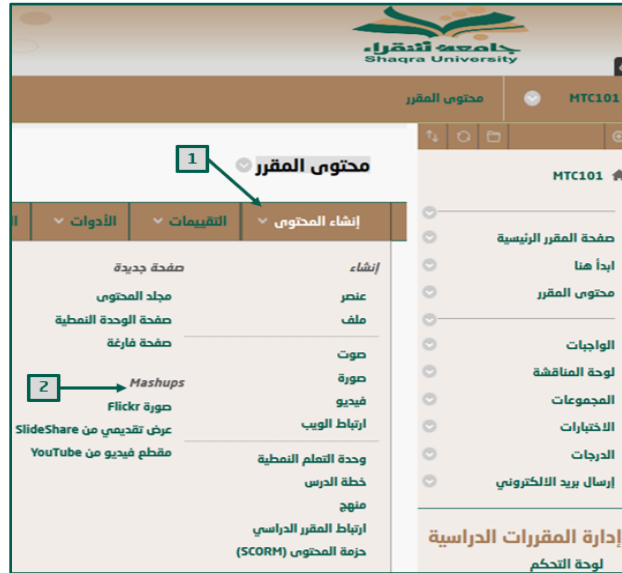 جامعة شقراء
Shaqra University
MTC101
محتوى المقرر
MTC101
صفحة المقرر الرئيسية
ابدأ هنا
محتوى المقرر
الواجبات
لوحة المناقشة
المجموعات
الاختبارات
الدرجات
إرسال بريد الالكتروني
إدارة المقررات الدراسية
لوحة التحكم
1
محتوى المقرر
إنشاء المحتوى
التقييمات
الأدوات
إنشاء
عنصر
ملف
صوت
صورة
فيديو
ارتباط الويب
وحدة التعلم النمطية
خطة الدرس
منهج
ارتباط المقرر الدراسي
حزمة المحتوى (SCORM)
صفحة جديدة
مجلد المحتوى
صفحة الوحدة النمطية
صفحة فارغة
2
Mashups
صورة Flickr
عرض تقديمي من SlideShare
مقطع فيديو من YouTube